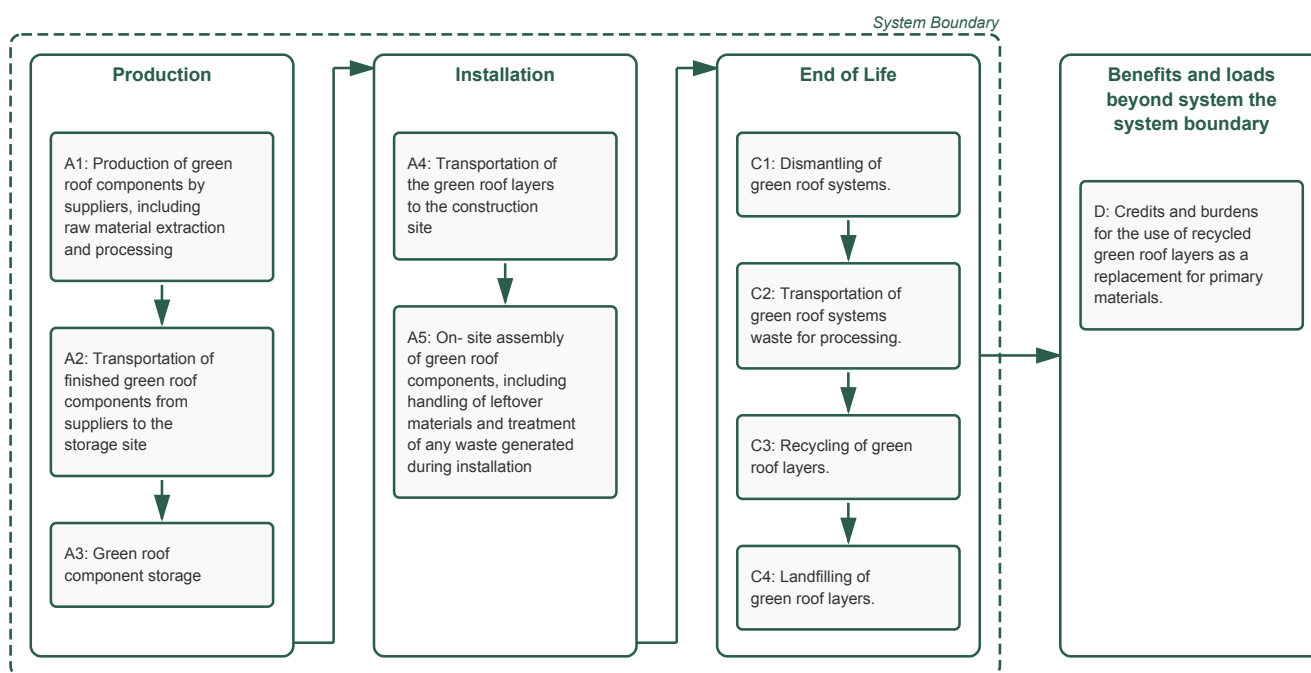 System Boundary
Production
A1: Production of green
roof components by
suppliers, including
raw material extraction
and processing
A2: Transportation of
finished green roof
components from
suppliers to the
storage site
A3: Green roof
component storage
Installation
A4: Transportation of
the green roof layers
to the construction
site
A5: On- site assembly
of green roof
components, including
handling of leftover
materials and treatment
of any waste generated
during installation
End of Life
C1: Dismantling of
green roof systems.
C2: Transportation of
green roof systems
waste for processing.
C3: Recycling of green
roof layers.
C4: Landfilling of
green roof layers.
Benefits and loads
beyond system the
system boundary
D: Credits and burdens
for the use of recycled
green roof layers as a
replacement for primary
materials.